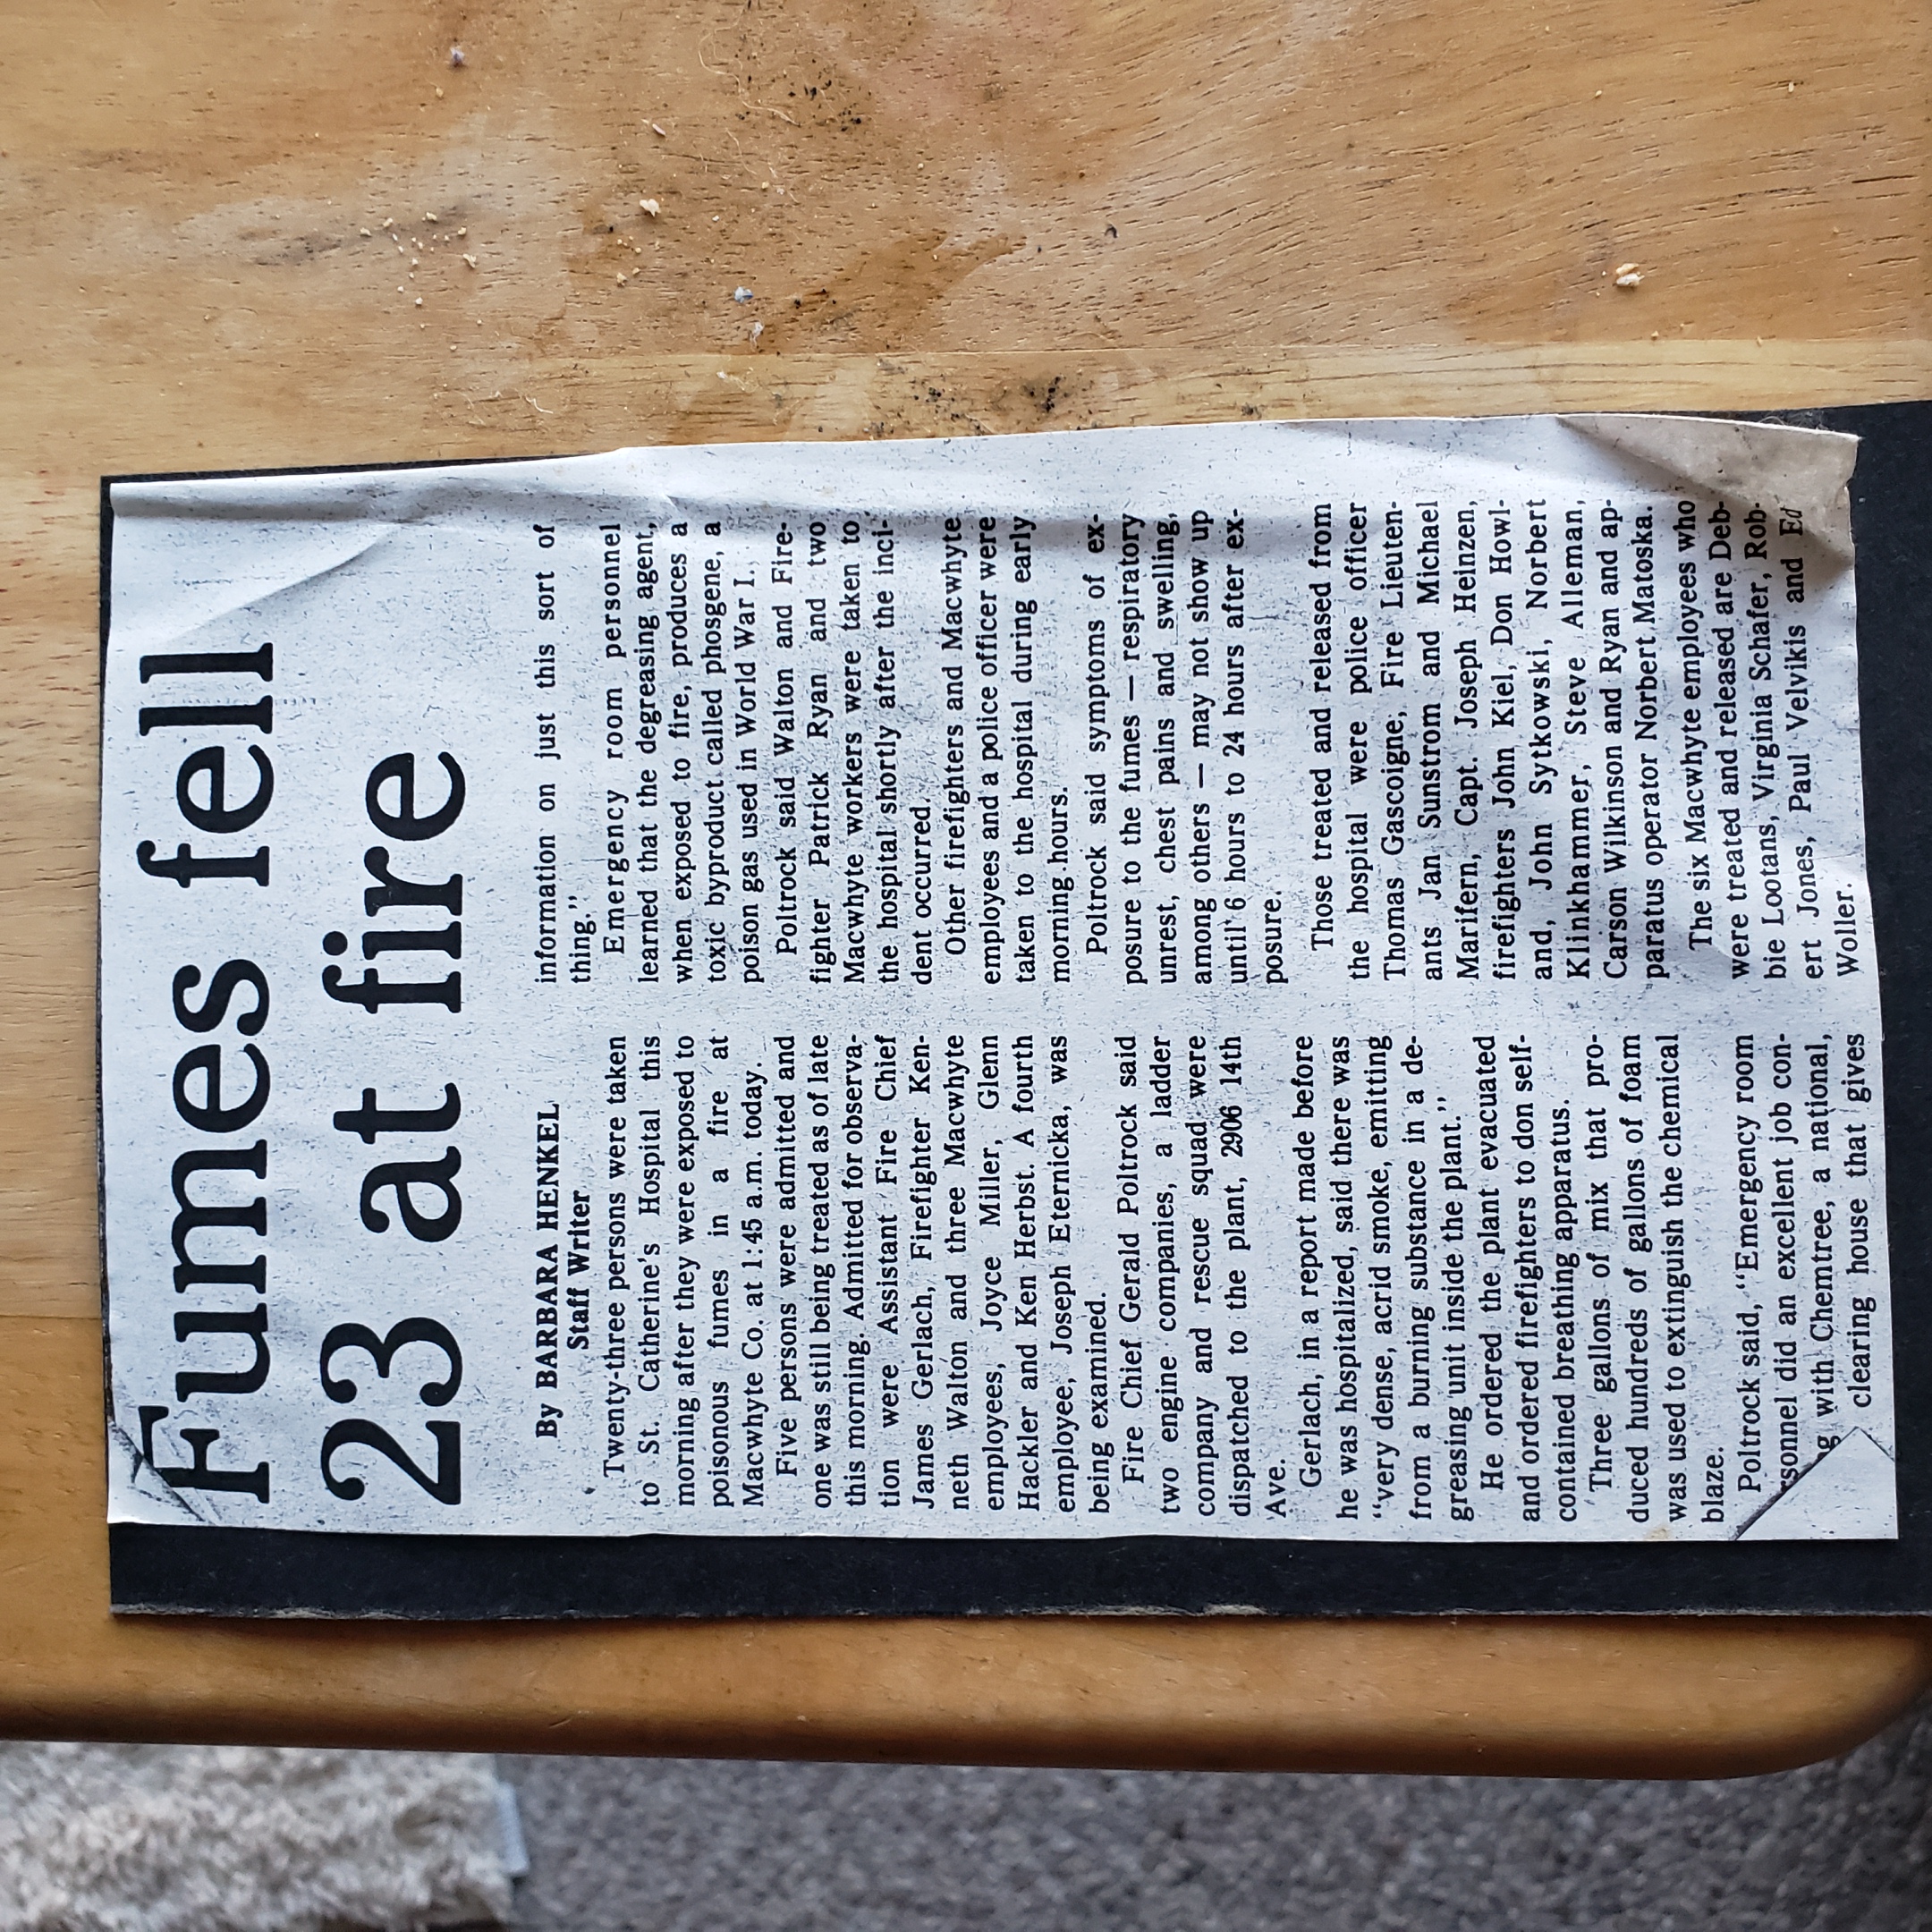 Fumes fell
23 at fire
By BARBARA HENKEL
Staff Writer
Twenty-three persons were taken
to St. Catherine's Hospital this
morning after they were exposed to
poisonous fumes in a fire at
Macwhyte Co. at 1:45 a.m. today.
Five persons were admitted and
one was still being treated as of late
this morning. Admitted for observa-
tion were Assistant Fire Chief
James Gerlach, Firefighter Ken-
neth Walton and three Macwhyte
employees, Joyce Miller, Glenn
Hackler and Ken Herbst. A fourth
employee, Joseph Eternicka, was
being examined.
Fire Chief Gerald Poltrock said
two engine companies, a ladder
company and rescue squad were
dispatched to the plant, 2906 14th
Ave.
Gerlach, in a report made before
he was hospitalized, said there was
"very dense, acrid smoke, emitting
from a burning substance in a de-
greasing unit inside the plant."
He ordered the plant evacuated
and ordered firefighters to don self-
contained breathing apparatus.
Three gallons of mix that pro-
duced hundreds of gallons of foam
was used to extinguish the chemical
blaze.
Poltrock said, "Emergency room
rsonnel did an excellent job con-
g with Chemtree, a national,
clearing house that gives
information on just this sort of
thing."
Emergency room personnel
learned that the degreasing agent,
when exposed to fire, produces a
toxic byproduct called phosgene, a
poison gas used in World War I.
Poltrock said Walton and Fire-
fighter Patrick Ryan and two
Macwhyte workers were taken to
the hospital shortly after the inci-
dent occurred.
Other firefighters and Macwhyte
employees and a police officer were
taken to the hospital during early
morning hours.
Poltrock said symptoms of ex-
posure to the fumes — respiratory
unrest, chest pains and swelling,
among others — may not show up
until 6 hours to 24 hours after ex-
posure.
Those treated and released from
the hospital were police officer
Thomas Gascoigne, Fire Lieuten-
ants Jan Sunstrom and Michael
Marifern, Capt. Joseph Heinzen,
firefighters John Kiel, Don Howl-
and, John Sytkowski, Norbert
Klinkhammer, Steve Alleman,
Carson Wilkinson and Ryan and ap-
paratus operator Norbert Matoska.
The six Macwhyte employees who
were treated and released are Deb-
bie Lootans, Virginia Schafer, Rob-
ert Jones, Paul Velvikis and Ed
Woller.